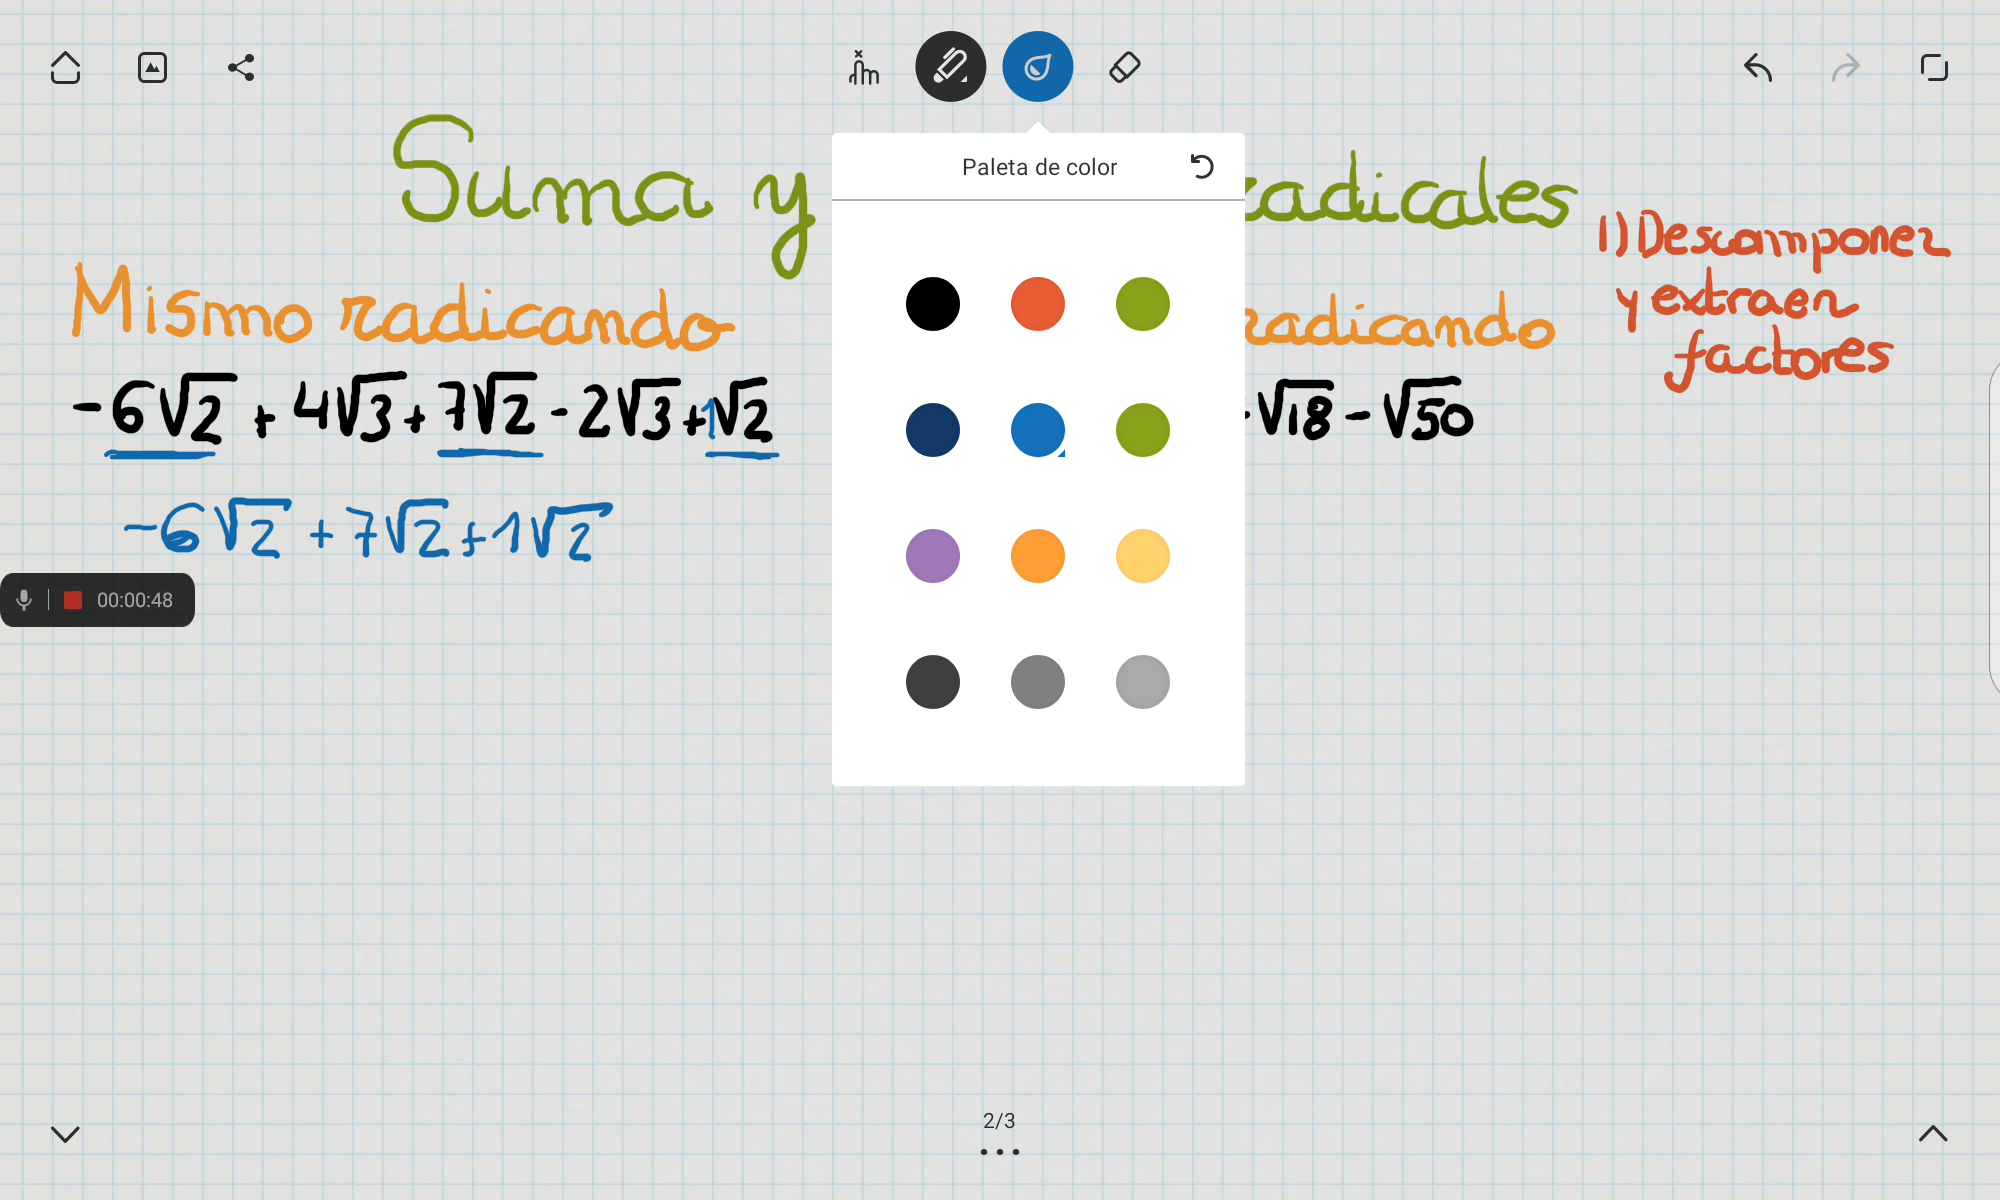 Suma y radicales
Paleta de color
1) Descomponer
y extraer
factores
Mismo radicando
radicando
-6√2 + 4√3 + 7√2 - 2√3 + 1√2
√18 - √50
-6√2 + 7√2 + 1√2
00:00:48
2/3